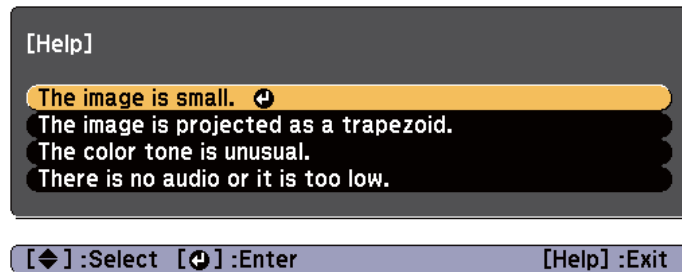 [Help]
The image is small.
The image is projected as a trapezoid.
The color tone is unusual.
There is no audio or it is too low.
[◆] :Select [⏎] :Enter [Help] :Exit